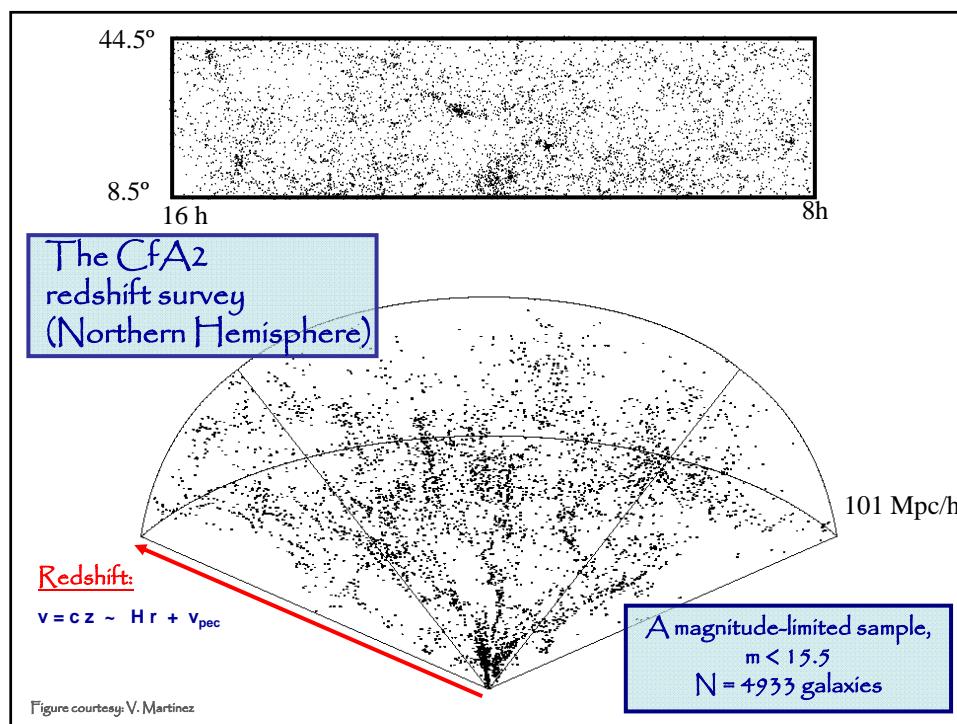 44.5º
8.5º
16 h
8h
The CfA2
redshift survey
(Northern Hemisphere)
101 Mpc/h
Redshift:
v = c z ~ H r + vpec
A magnitude-limited sample,
m < 15.5
N = 4933 galaxies
Figure courtesy: V. Martinez